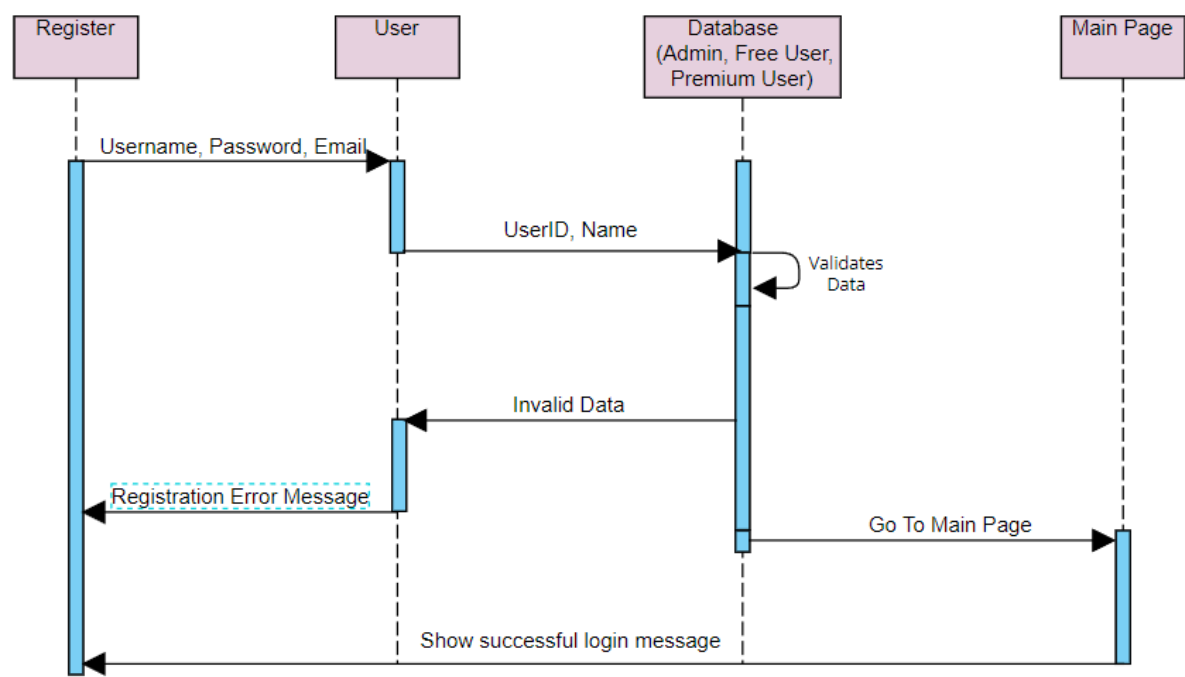 Register
User
Database
(Admin, Free User,
Premium User)
Main Page
Username, Password, Email
UserID, Name
Validates
Data
Invalid Data
Registration Error Message
Go To Main Page
Show successful login message